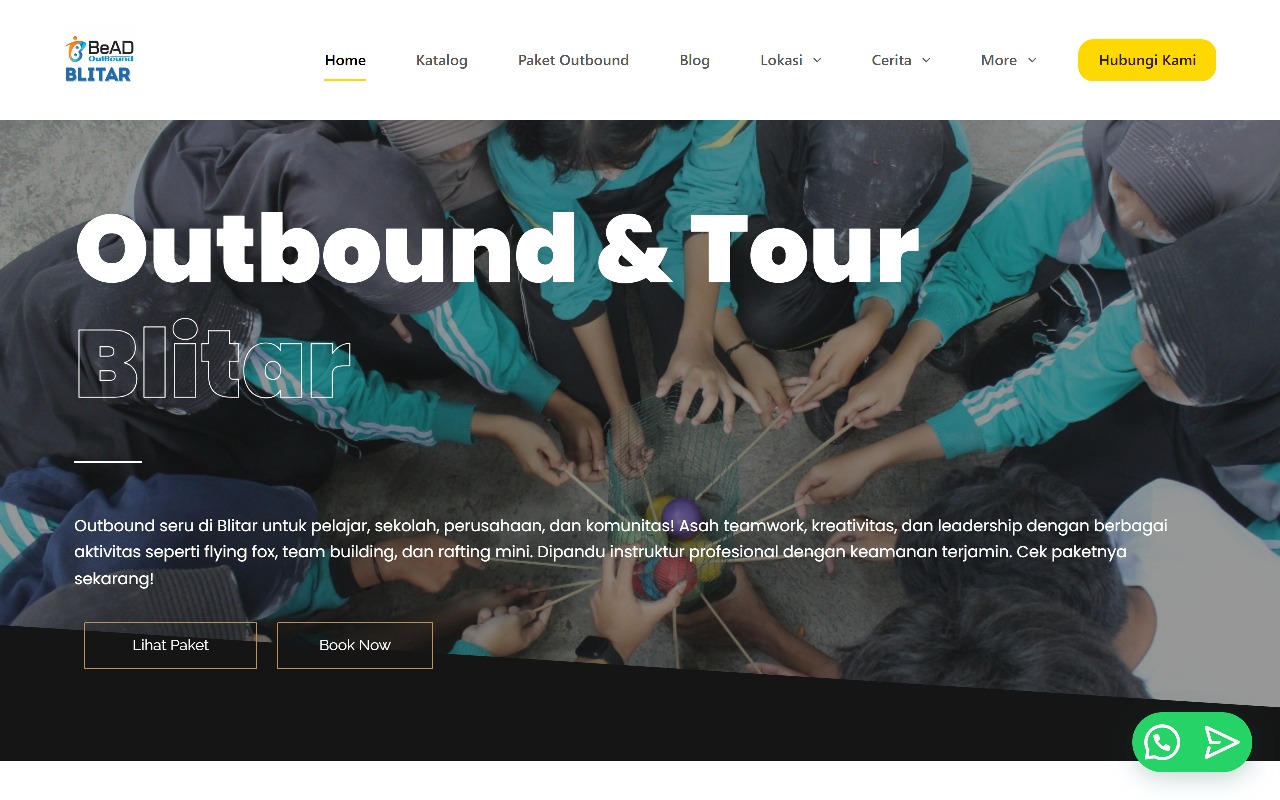 BeAD
OutBound
BLITAR
Home
Katalog
Paket Outbound
Blog
Lokasi
Cerita
More
Hubungi Kami
Outbound & Tour
Blitar
Outbound seru di Blitar untuk pelajar, sekolah, perusahaan, dan komunitas! Asah teamwork, kreativitas, dan leadership dengan berbagai
aktivitas seperti flying fox, team building, dan rafting mini. Dipandu instruktur profesional dengan keamanan terjamin. Cek paketnya
sekarang!
Lihat Paket
Book Now